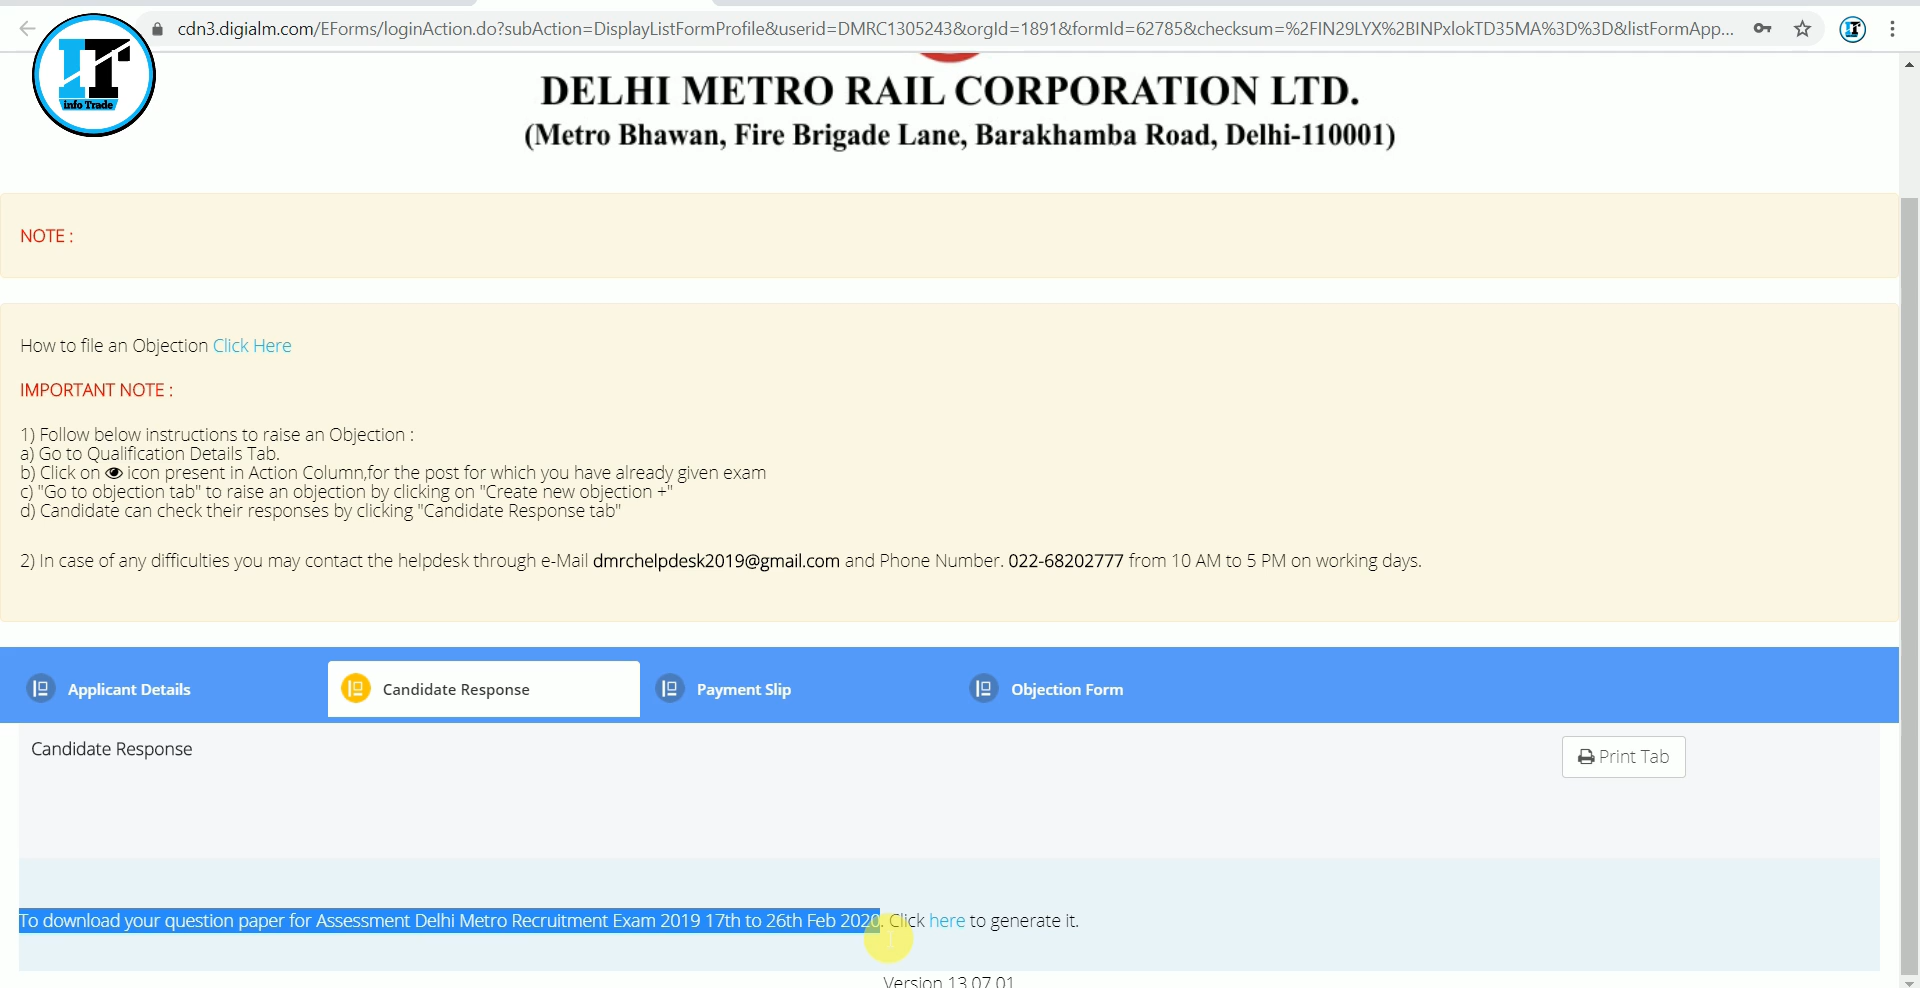 cdn3.digialm.com/EForms/loginAction.do?subAction=DisplayListFormProfile&userid=DMRC1305243&orgId=1891&formId=62785&checksum=%2FIN29LYX%2BINPxlokTD35MA%3D%3D&listFormApp...
IT
info Trade
DELHI METRO RAIL CORPORATION LTD.
(Metro Bhawan, Fire Brigade Lane, Barakhamba Road, Delhi-110001)
NOTE :
How to file an Objection Click Here
IMPORTANT NOTE :
1) Follow below instructions to raise an Objection :
a) Go to Qualification Details Tab.
b) Click on icon present in Action Column,for the post for which you have already given exam
c) "Go to objection tab" to raise an objection by clicking on "Create new objection +"
d) Candidate can check their responses by clicking "Candidate Response tab"
2) In case of any difficulties you may contact the helpdesk through e-Mail dmrchelpdesk2019@gmail.com and Phone Number. 022-68202777 from 10 AM to 5 PM on working days.
Applicant Details Candidate Response Payment Slip Objection Form
Candidate Response
Print Tab
To download your question paper for Assessment Delhi Metro Recruitment Exam 2019 17th to 26th Feb 2020. Click here to generate it.
Version 13.07.01